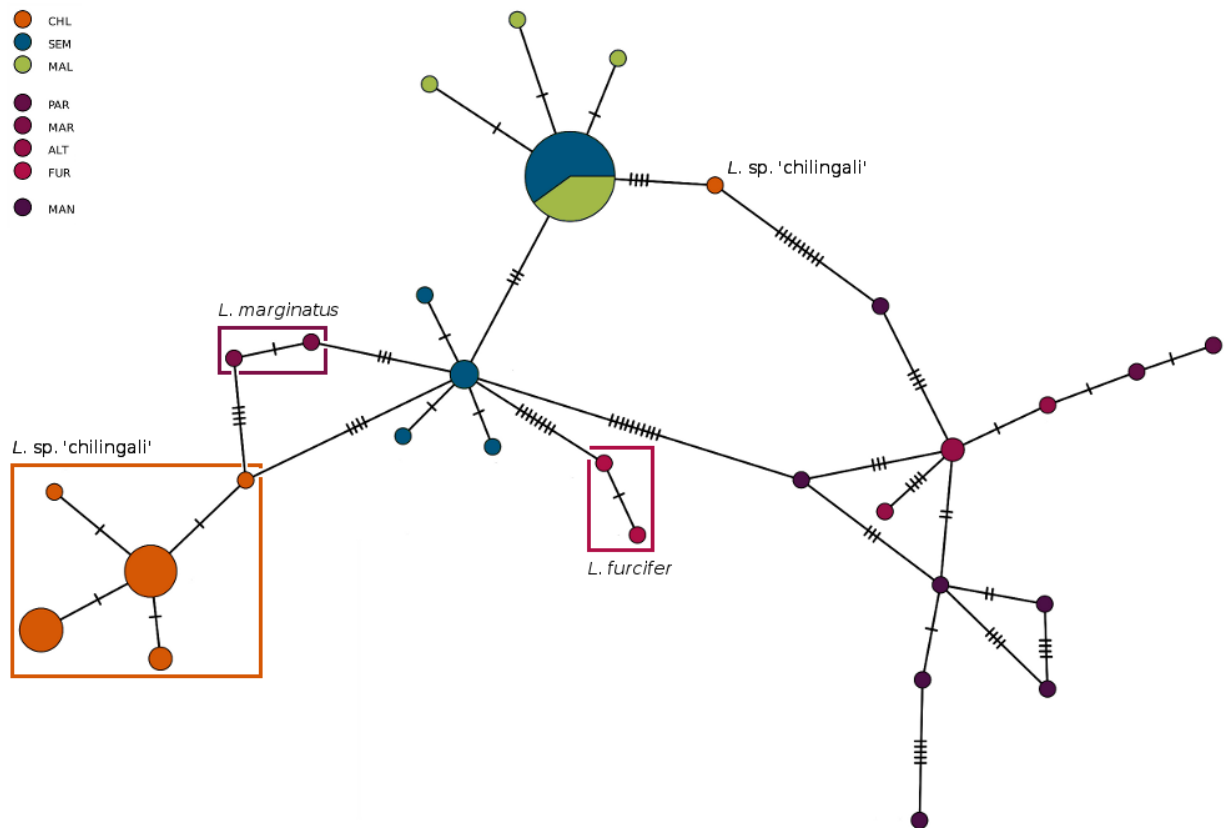 CHL
SEM
MAL
PAR
MAR
ALT
FUR
MAN
L. sp. 'chilingali'
L. marginatus
L. sp. 'chilingali'
L. furcifer